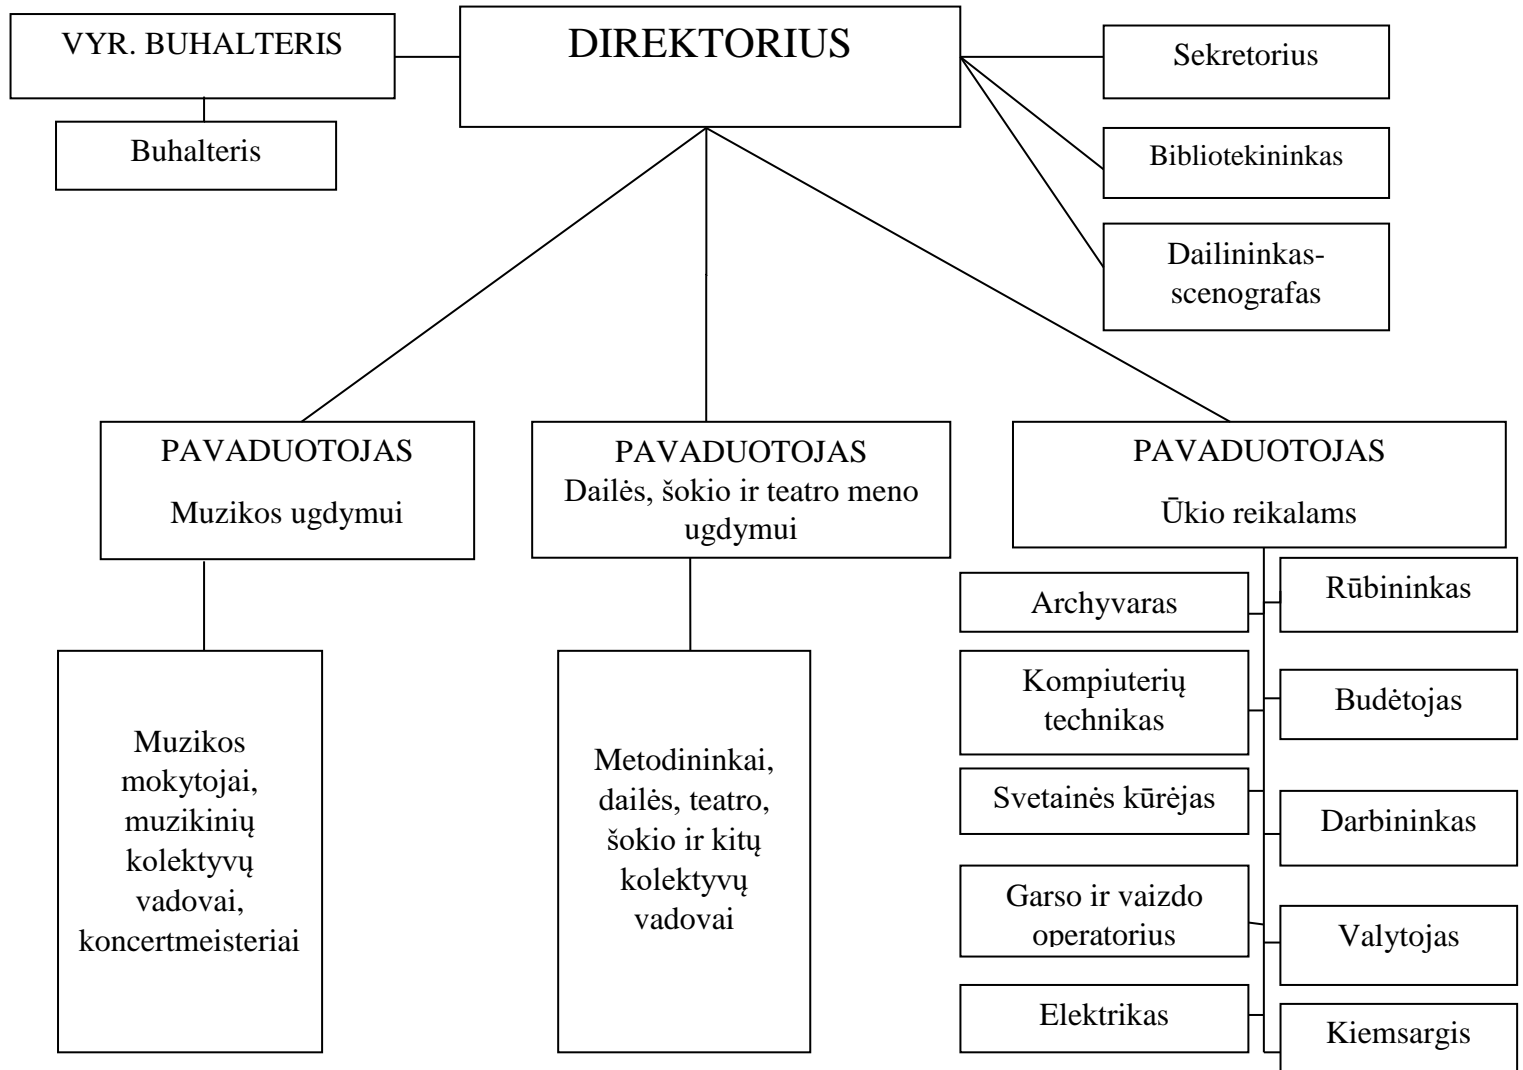 VYR. BUHALTERIS
DIREKTORIUS
Sekretorius
Buhalteris
Bibliotekininkas
Dailininkas-
scenografas
PAVADUOTOJAS
Muzikos ugdymui
PAVADUOTOJAS
Dailės, šokio ir teatro meno
ugdymui
PAVADUOTOJAS
Ūkio reikalams
Muzikos
mokytojai,
muzikinių
kolektyvų
vadovai,
koncertmeisteriai
Metodininkai,
dailės, teatro,
šokio ir kitų
kolektyvų
vadovai
Archyvaras
Kompiuterių
technikas
Svetainės kūrėjas
Garso ir vaizdo
operatorius
Elektrikas
Rūbininkas
Budėtojas
Darbininkas
Valytojas
Kiemsargis